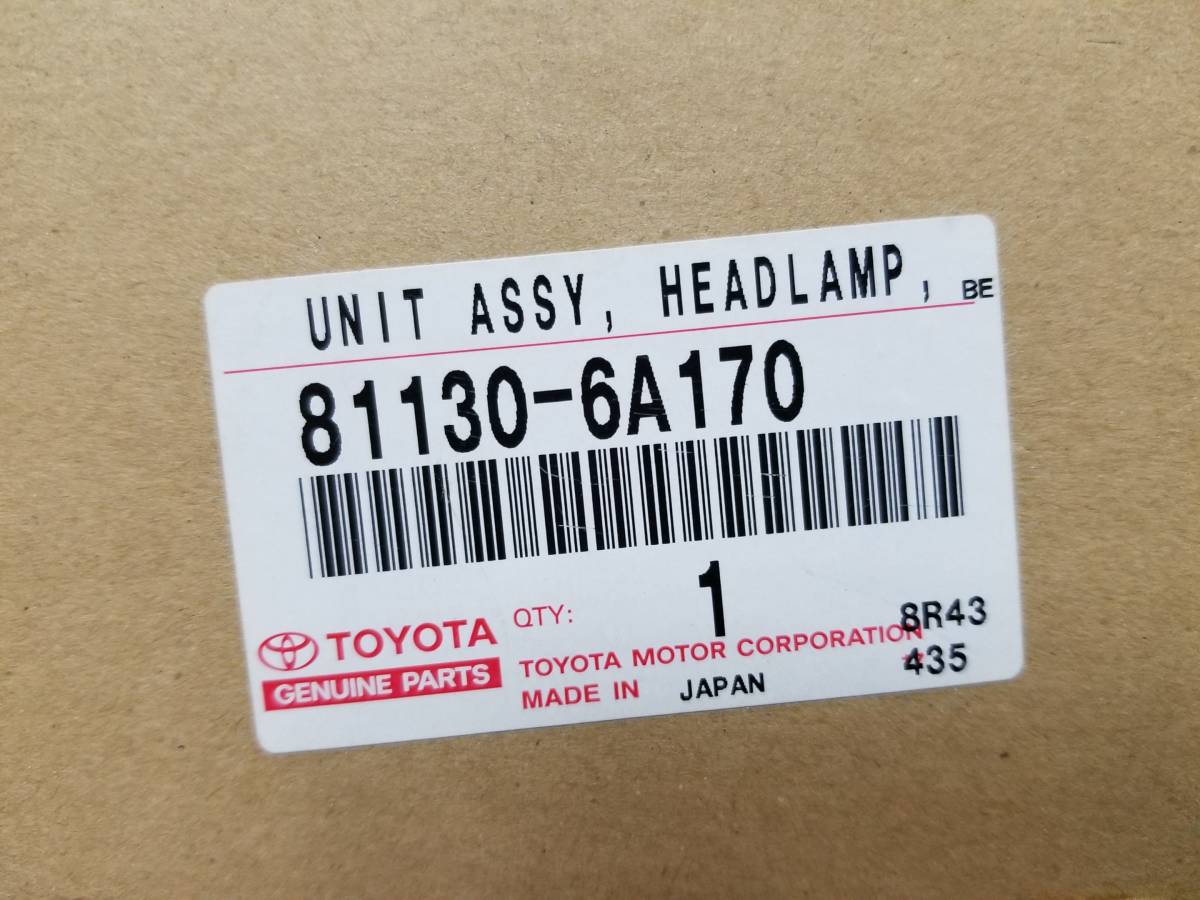 UNIT ASSY, HEADLAMP, BE
81130-6A170
QTY: 1
TOYOTA
GENUINE PARTS
TOYOTA MOTOR CORPORATION
MADE IN JAPAN
8R43
435